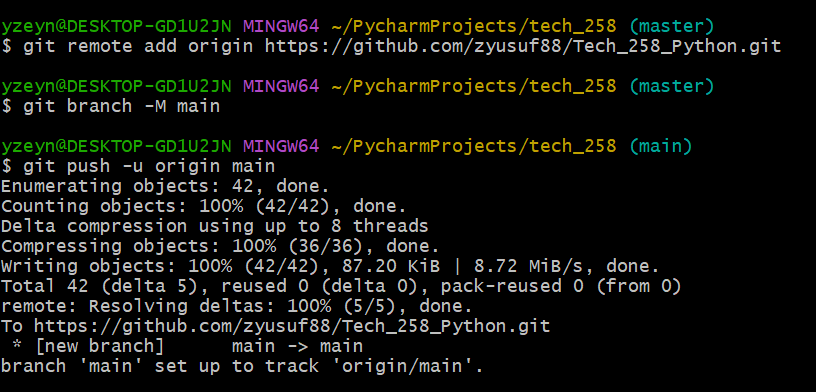 yzeyn@DESKTOP-GD1U2JN MINGW64 ~/PycharmProjects/tech_258 (master)
$ git remote add origin https://github.com/zyusuf88/Tech_258_Python.git
yzeyn@DESKTOP-GD1U2JN MINGW64 ~/PycharmProjects/tech_258 (master)
$ git branch -M main
yzeyn@DESKTOP-GD1U2JN MINGW64 ~/PycharmProjects/tech_258 (main)
$ git push -u origin main
Enumerating objects: 42, done.
Counting objects: 100% (42/42), done.
Delta compression using up to 8 threads
Compressing objects: 100% (36/36), done.
Writing objects: 100% (42/42), 87.20 KiB | 8.72 MiB/s, done.
Total 42 (delta 5), reused 0 (delta 0), pack-reused 0 (from 0)
remote: Resolving deltas: 100% (5/5), done.
To https://github.com/zyusuf88/Tech_258_Python.git
 * [new branch]      main -> main
branch 'main' set up to track 'origin/main'.